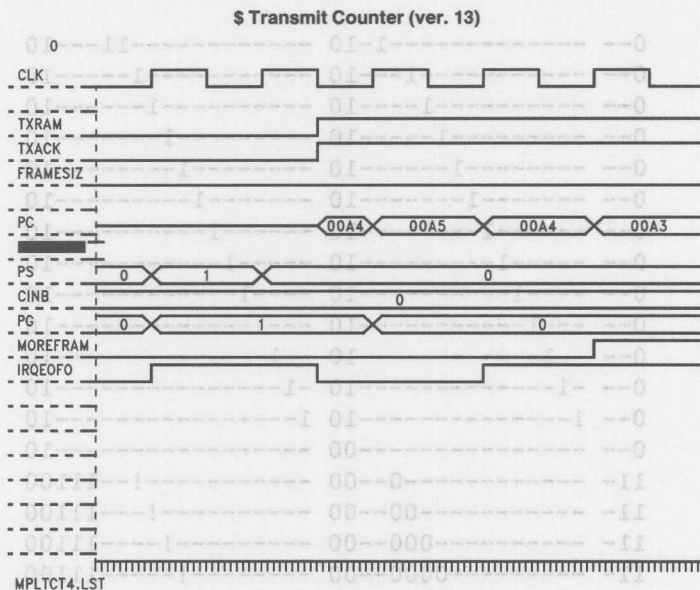 $ Transmit Counter (ver. 13)
0
CLK
TXRAM
TXACK
FRAMESIZ
PC 00A4 00A5 00A4 00A3
PS 0 1 0
CINB 0
PG 0 1 0
MOREFRAM
IRQEOFO
MPLTCT4.LST